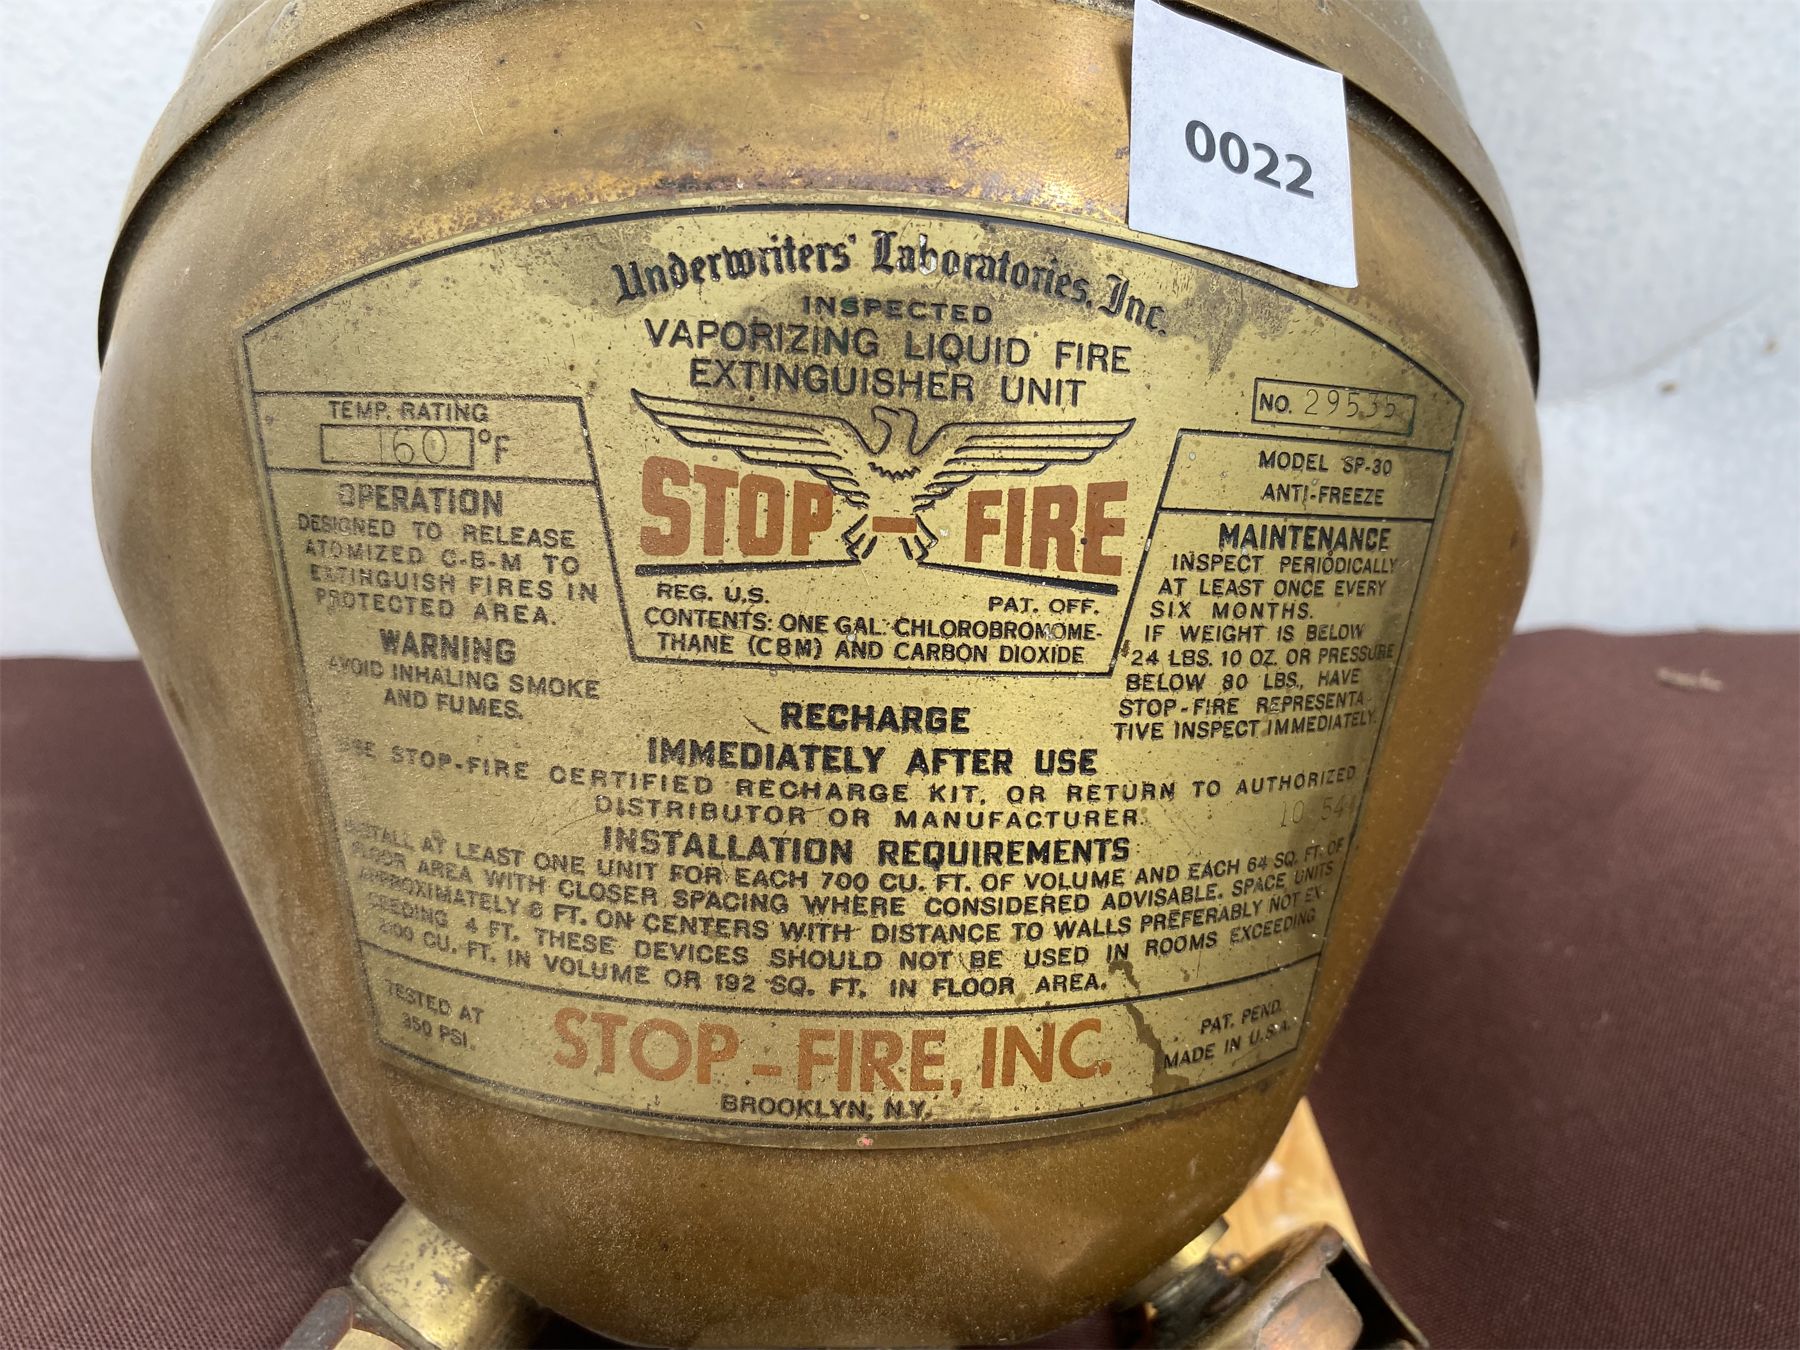 0022
Underwriters' Laboratories, Inc.
INSPECTED
VAPORIZING LIQUID FIRE
EXTINGUISHER UNIT
TEMP. RATING
160 °F
OPERATION
DESIGNED TO RELEASE
ATOMIZED C-B-M TO
EXTINGUISH FIRES IN
PROTECTED AREA.
WARNING
AVOID INHALING SMOKE
AND FUMES.
STOP-FIRE
REG. U.S. PAT. OFF.
CONTENTS: ONE GAL. CHLOROBROMOME-
THANE (CBM) AND CARBON DIOXIDE
NO. 29535
MODEL SP-30
ANTI-FREEZE
MAINTENANCE
INSPECT PERIODICALLY
AT LEAST ONCE EVERY
SIX MONTHS.
IF WEIGHT IS BELOW
24 LBS. 10 OZ. OR PRESSURE
BELOW 80 LBS., HAVE
STOP-FIRE REPRESENTA-
TIVE INSPECT IMMEDIATELY.
RECHARGE
IMMEDIATELY AFTER USE
USE STOP-FIRE CERTIFIED RECHARGE KIT, OR RETURN TO AUTHORIZED
DISTRIBUTOR OR MANUFACTURER.
10 54
INSTALLATION REQUIREMENTS
INSTALL AT LEAST ONE UNIT FOR EACH 700 CU. FT. OF VOLUME AND EACH 64 SQ. FT. OF
FLOOR AREA WITH CLOSER SPACING WHERE CONSIDERED ADVISABLE. SPACE UNITS
APPROXIMATELY 8 FT. ON CENTERS WITH DISTANCE TO WALLS PREFERABLY NOT EX-
CEEDING 4 FT. THESE DEVICES SHOULD NOT BE USED IN ROOMS EXCEEDING
2100 CU. FT. IN VOLUME OR 192 SQ. FT. IN FLOOR AREA.
TESTED AT
350 PSI.
STOP-FIRE, INC.
BROOKLYN, N.Y.
PAT. PEND.
MADE IN U.S.A.